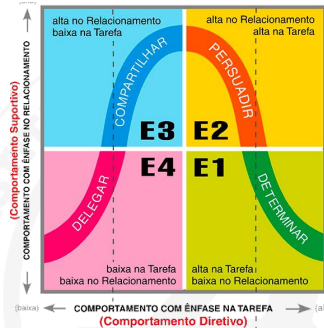 alta no Relacionamento
baixa na Tarefa
alta no Relacionamento
alta na Tarefa
COMPARTILHAR
PERSUADIR
E3
E2
E4
E1
DELEGAR
DETERMINAR
baixa na Tarefa
baixa no Relacionamento
alta na Tarefa
baixa no Relacionamento
(Comportamento Suportivo)
COMPORTAMENTO COM ÊNFASE NO RELACIONAMENTO
(baixa)
COMPORTAMENTO COM ÊNFASE NA TAREFA
(al
(Comportamento Diretivo)